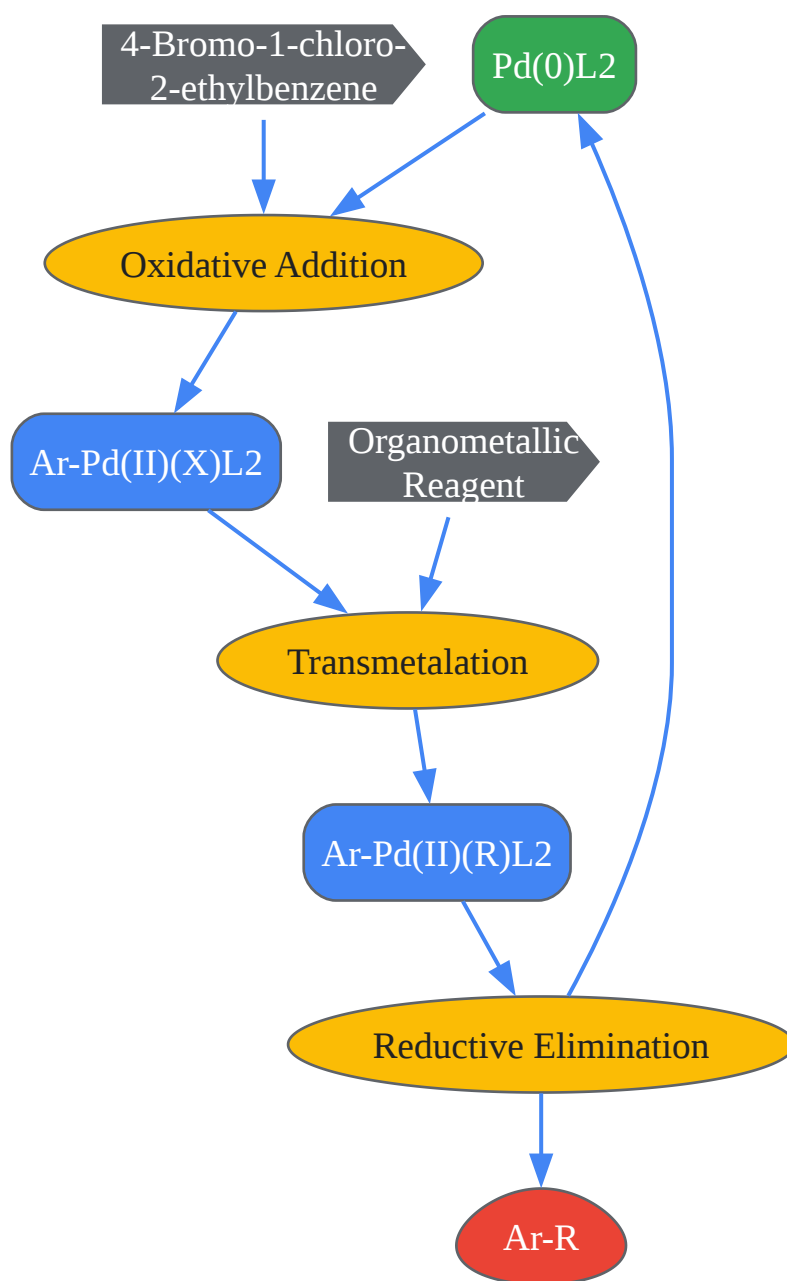 4-Bromo-1-chloro-
2-ethylbenzene
Pd(0)L2
Oxidative Addition
Ar-Pd(II)(X)L2
Organometallic
Reagent
Transmetalation
Ar-Pd(II)(R)L2
Reductive Elimination
Ar-R